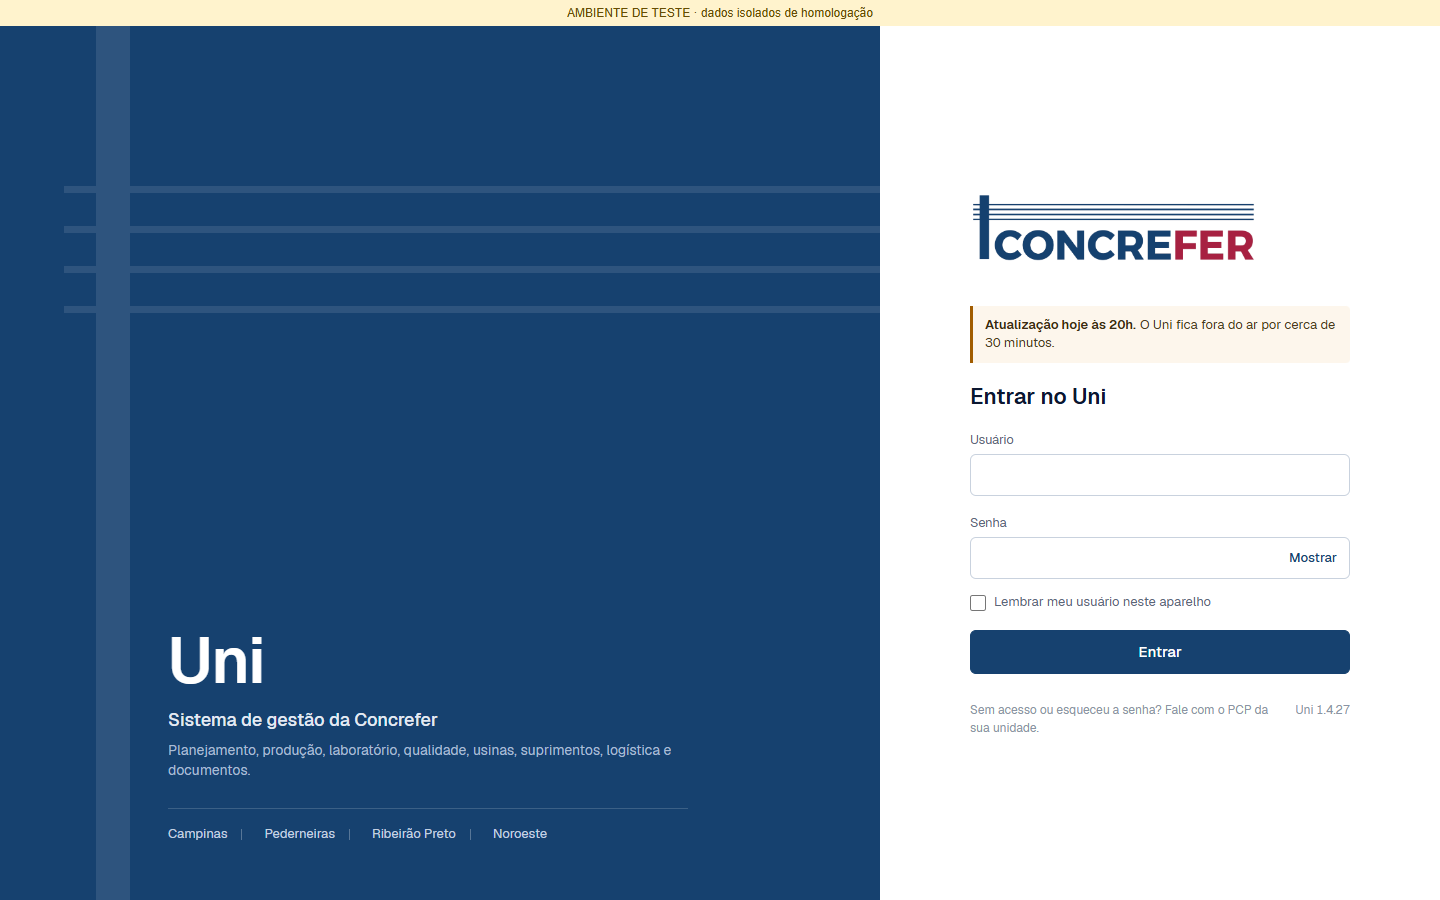 AMBIENTE DE TESTE · dados isolados de homologação
Uni
Sistema de gestão da Concrefer
Planejamento, produção, laboratório, qualidade, usinas, suprimentos, logística e
documentos.
Campinas | Pederneiras | Ribeirão Preto | Noroeste
CONCREFER
Atualização hoje às 20h. O Uni fica fora do ar por cerca de
30 minutos.
Entrar no Uni
Usuário
Senha
Mostrar
Lembrar meu usuário neste aparelho
Entrar
Sem acesso ou esqueceu a senha? Fale com o PCP da
sua unidade.
Uni 1.4.27